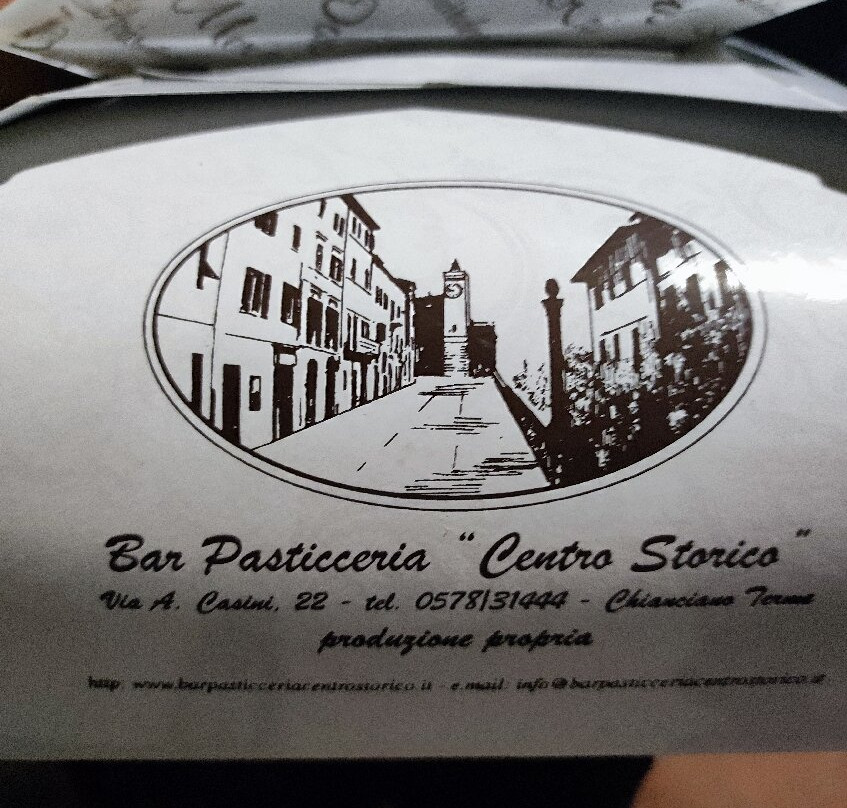 Bar Pasticceria “Centro Storico”
Via A. Casini, 22 - tel. 0578/31444 - Chianciano Terme
produzione propria
http: www.barpasticceriacentrostorico.it - e.mail: info@barpasticceriacentrostorico.it